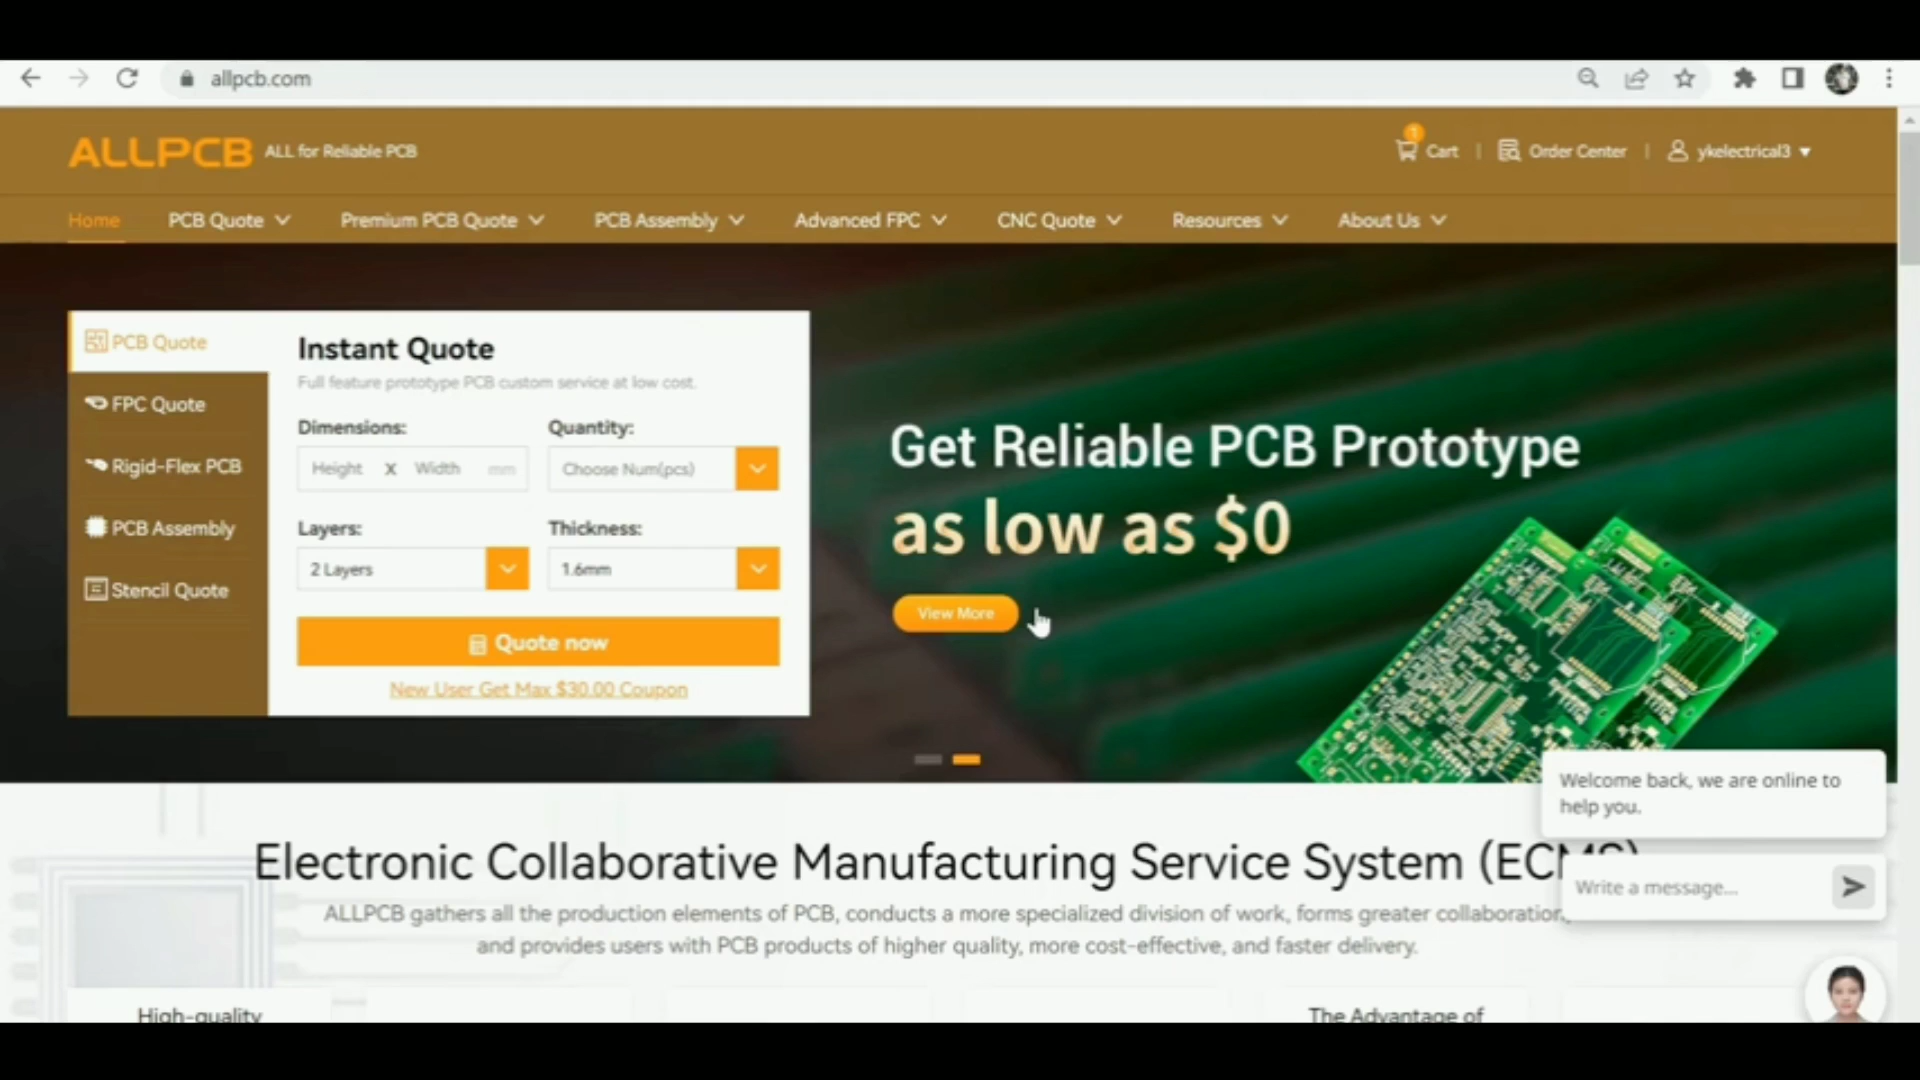 allpcb.com
ALLPCB ALL for Reliable PCB
1
Cart | Order Center | ykelectrical3
Home PCB Quote Premium PCB Quote PCB Assembly Advanced FPC CNC Quote Resources About Us
PCB Quote
FPC Quote
Rigid-Flex PCB
PCB Assembly
Stencil Quote
Instant Quote
Full feature prototype PCB custom service at low cost.
Dimensions: Quantity:
Height X Width mm Choose Num(pcs)
Layers: Thickness:
2 Layers 1.6mm
Quote now
New User Get Max $30.00 Coupon
Get Reliable PCB Prototype
as low as $0
View More
Welcome back, we are online to
help you.
Write a message...
Electronic Collaborative Manufacturing Service System (ECMS)
ALLPCB gathers all the production elements of PCB, conducts a more specialized division of work, forms greater collaboration,
and provides users with PCB products of higher quality, more cost-effective, and faster delivery.
High-quality
The Advantage of